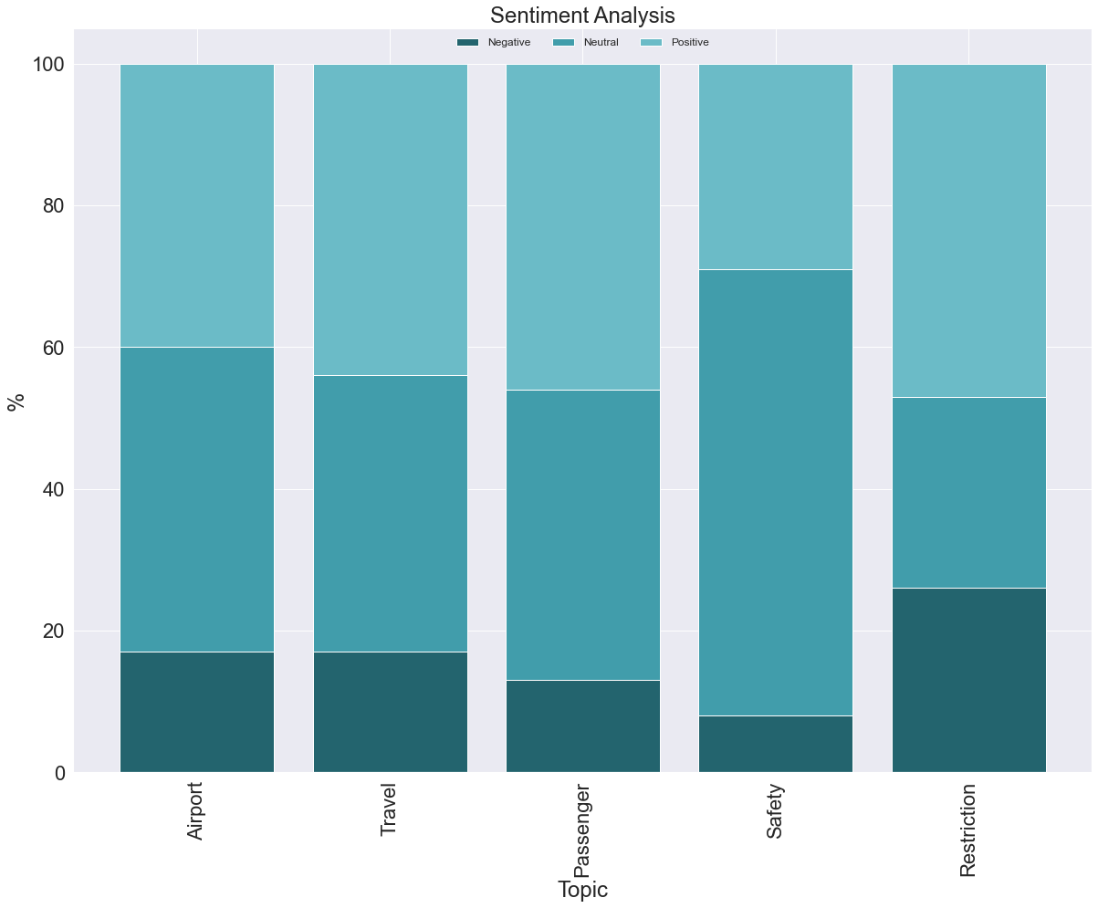 Sentiment Analysis
Negative Neutral Positive
100
80
60
40
20
0
%
Airport
Travel
Passenger
Safety
Restriction
Topic